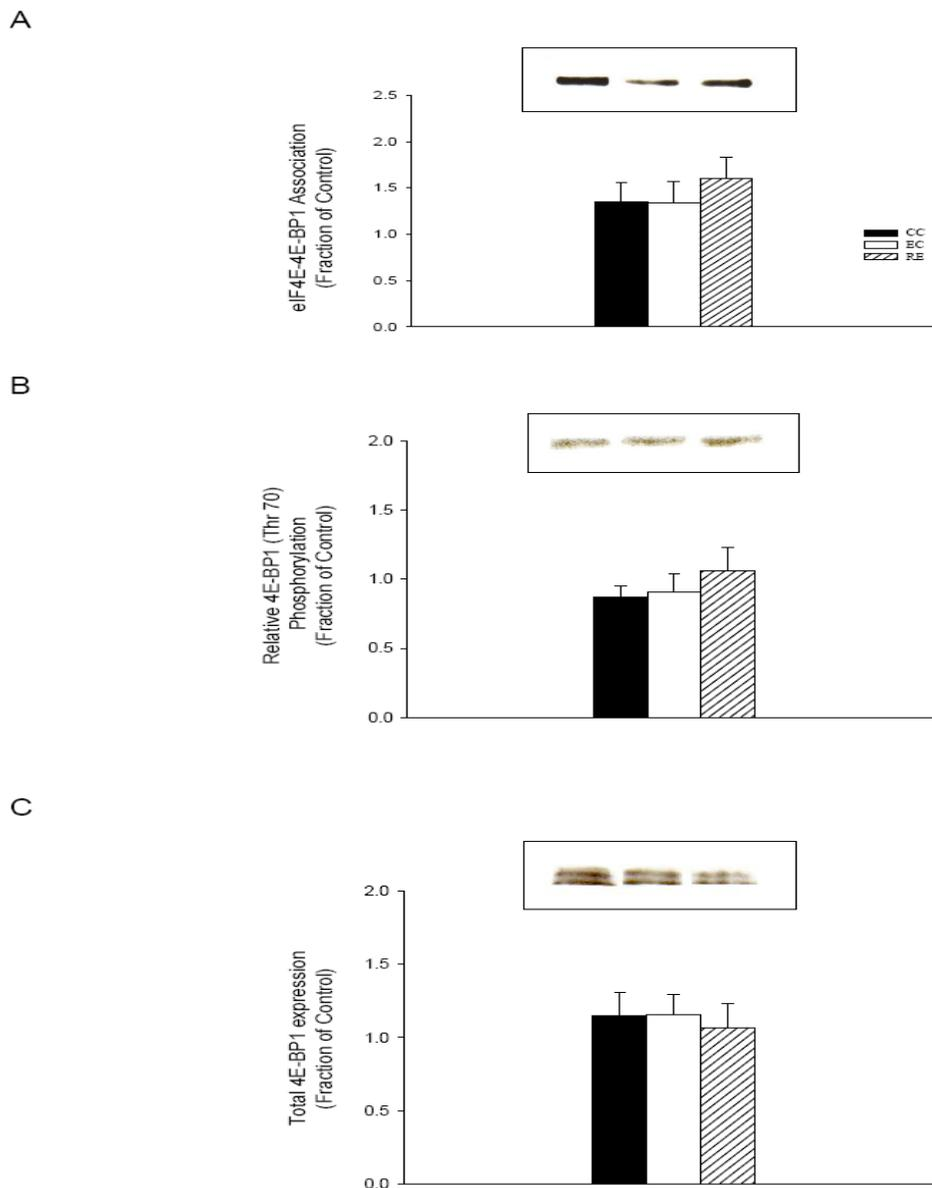 A
eIF4E-4E-BP1 Association
(Fraction of Control)
2.5
2.0
1.5
1.0
0.5
0.0
CC
EC
RE
B
Relative 4E-BP1 (Thr 70)
Phosphorylation
(Fraction of Control)
2.0
1.5
1.0
0.5
0.0
C
Total 4E-BP1 expression
(Fraction of Control)
2.0
1.5
1.0
0.5
0.0